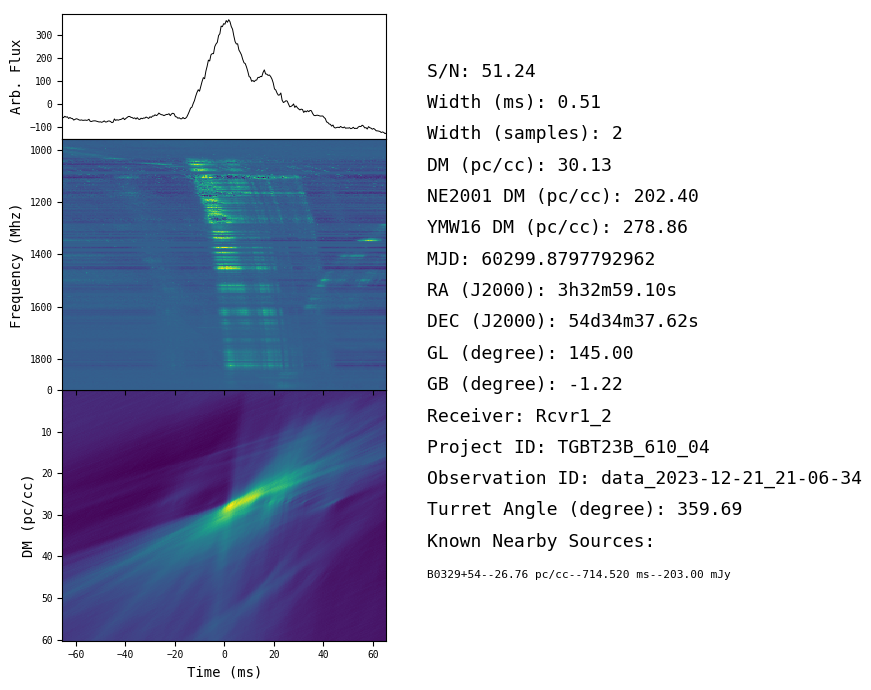 300
200
100
0
−100
Arb. Flux
1000
1200
1400
1600
1800
Frequency (Mhz)
0
10
20
30
40
50
60
DM (pc/cc)
−60 −40 −20 0 20 40 60
Time (ms)
S/N: 51.24
Width (ms): 0.51
Width (samples): 2
DM (pc/cc): 30.13
NE2001 DM (pc/cc): 202.40
YMW16 DM (pc/cc): 278.86
MJD: 60299.8797792962
RA (J2000): 3h32m59.10s
DEC (J2000): 54d34m37.62s
GL (degree): 145.00
GB (degree): -1.22
Receiver: Rcvr1_2
Project ID: TGBT23B_610_04
Observation ID: data_2023-12-21_21-06-34
Turret Angle (degree): 359.69
Known Nearby Sources:
B0329+54--26.76 pc/cc--714.520 ms--203.00 mJy